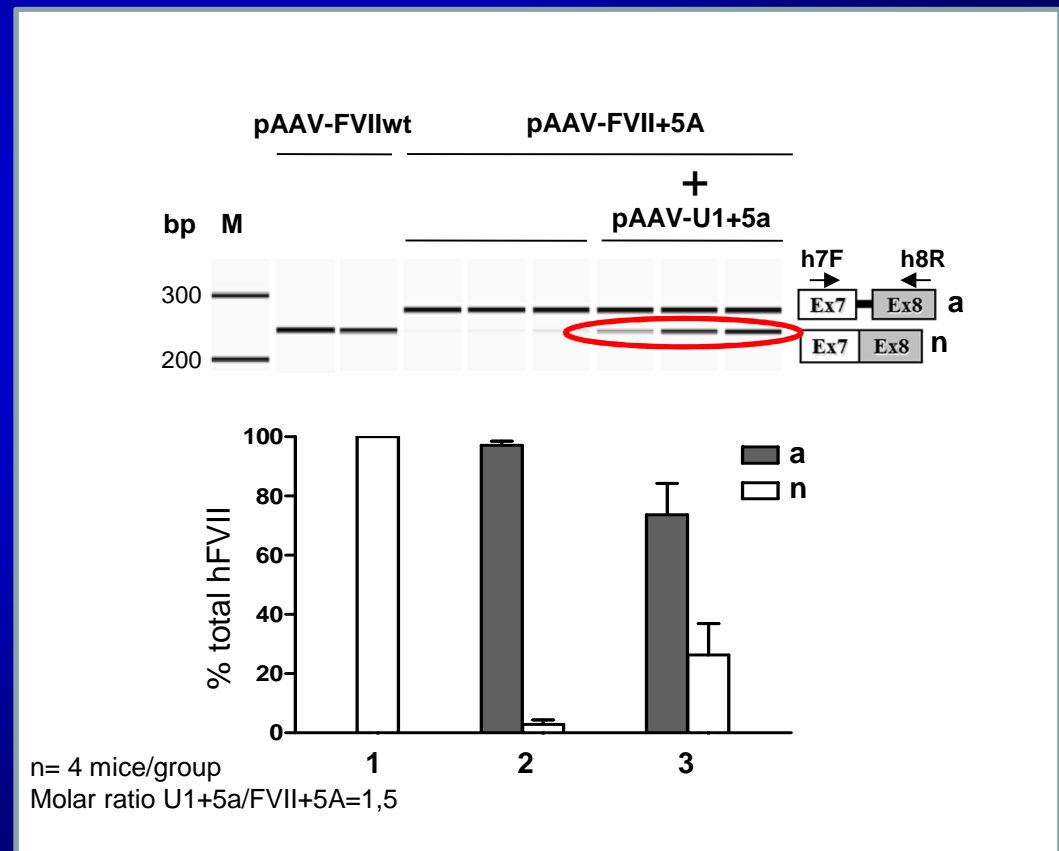 pAAV-FVIIwt pAAV-FVII+5A
+
pAAV-U1+5a
bp M
h7F h8R
300
Ex7 Ex8 a
200
Ex7 Ex8 n
100
80
60
40
20
0
% total hFVII
a
n
1 2 3
n= 4 mice/group
Molar ratio U1+5a/FVII+5A=1,5